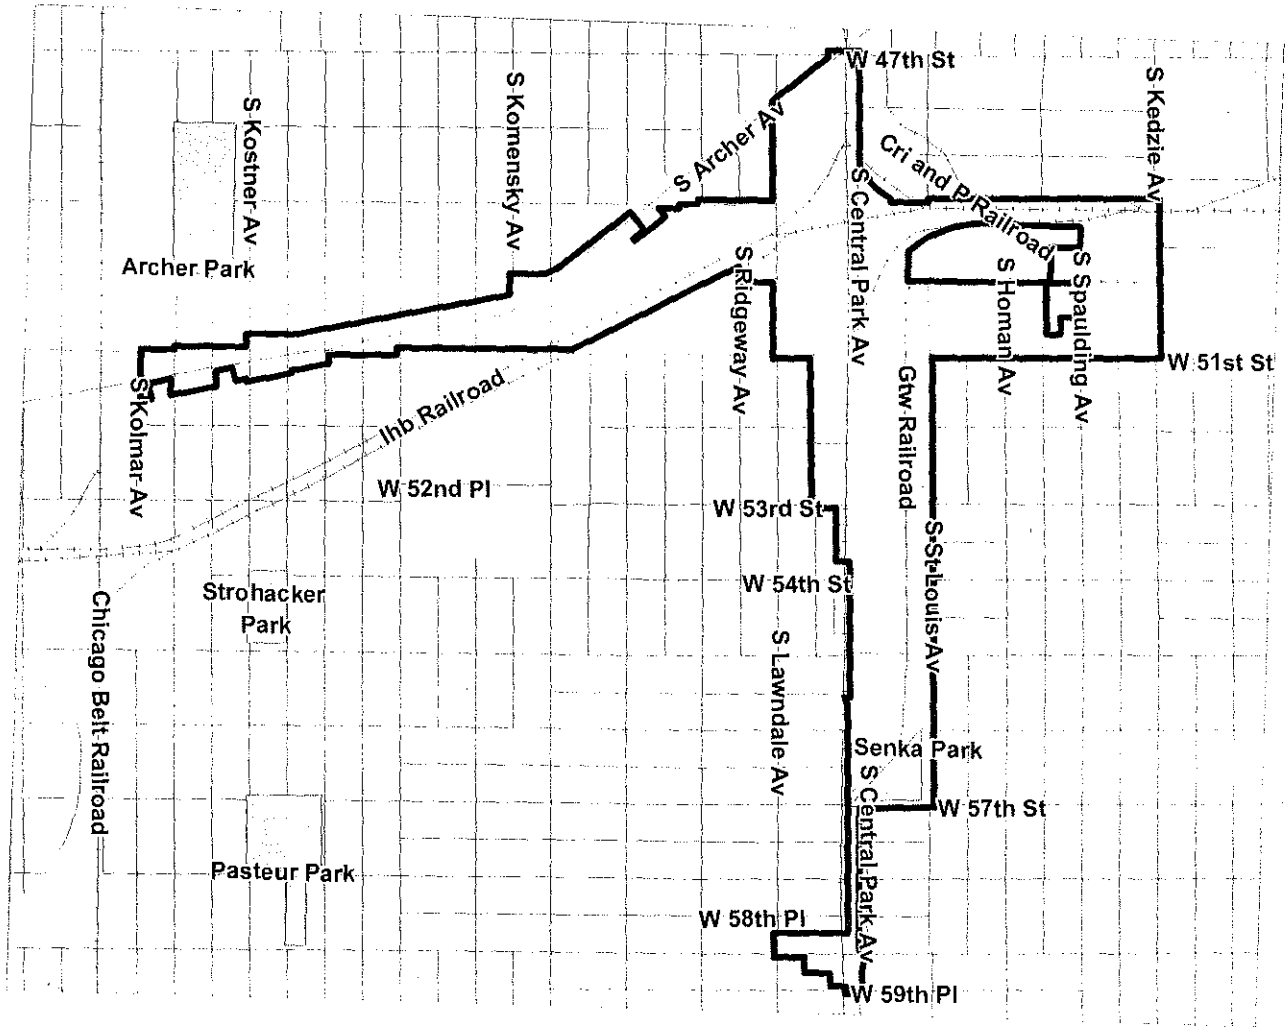 W 47th St
S Kedzie Av
S Komensky Av
S Kostner Av
S Archer Av
Cri and P Railroad
S Central Park Av
Archer Park
S Ridgeway Av
S Homan Av
S Spaulding Av
W 51st St
S Kolmar Av
Ihb Railroad
Gtw Railroad
W 52nd Pl
W 53rd St
S St Louis Av
W 54th St
Strohacker
Park
Chicago Belt Railroad
S Lawndale Av
Senka Park
S Central Park Av
W 57th St
Pasteur Park
W 58th Pl
W 59th Pl